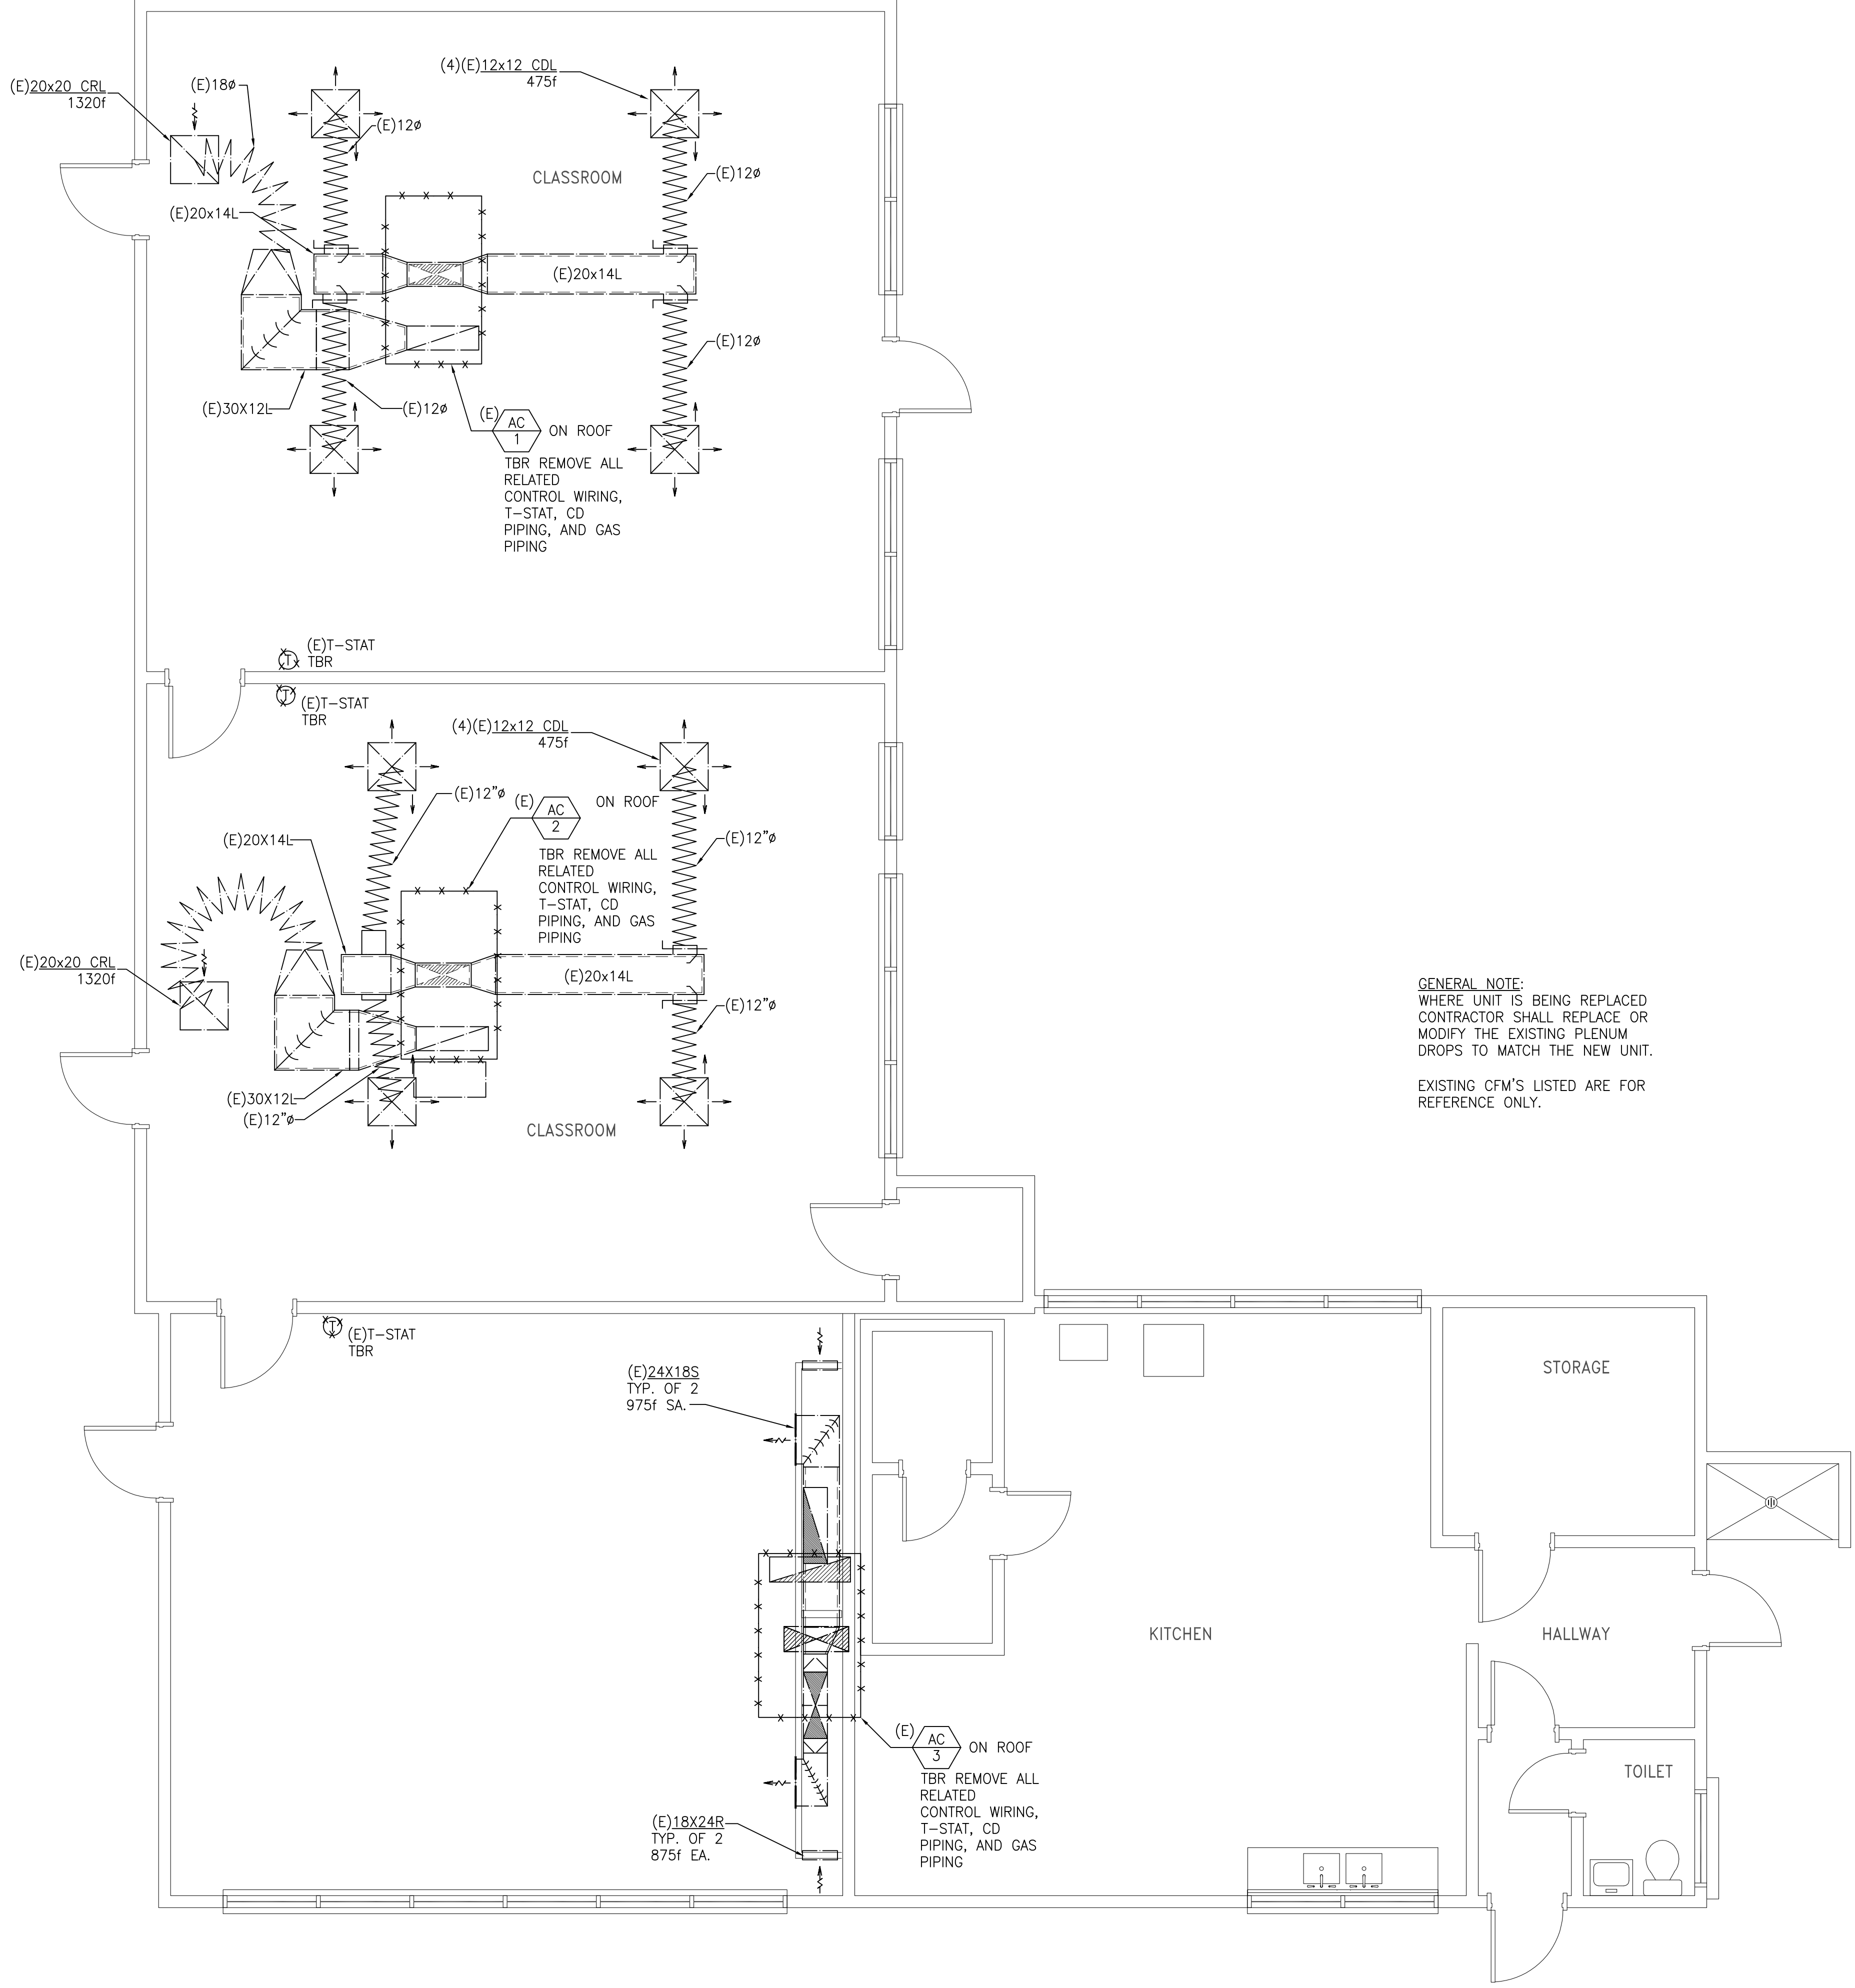 (E)20x20 CRL
1320f
(E)18ø
(4)(E)12x12 CDL
475f
(E)12ø
(E)12ø
CLASSROOM
(E)20x14L
(E)20x14L
(E)12ø
(E)30X12L
(E)12ø
(E)
AC
1
ON ROOF
TBR REMOVE ALL
RELATED
CONTROL WIRING,
T-STAT, CD
PIPING, AND GAS
PIPING
T
(E)T-STAT
TBR
T
(E)T-STAT
TBR
(4)(E)12x12 CDL
475f
(E)12"ø
(E)
AC
2
ON ROOF
(E)20X14L
(E)12"ø
TBR REMOVE ALL
RELATED
CONTROL WIRING,
T-STAT, CD
PIPING, AND GAS
PIPING
(E)20x20 CRL
1320f
(E)20x14L
(E)12"ø
(E)30X12L
(E)12"ø
CLASSROOM
GENERAL NOTE:
WHERE UNIT IS BEING REPLACED
CONTRACTOR SHALL REPLACE OR
MODIFY THE EXISTING PLENUM
DROPS TO MATCH THE NEW UNIT.
EXISTING CFM'S LISTED ARE FOR
REFERENCE ONLY.
T
(E)T-STAT
TBR
(E)24X18S
TYP. OF 2
975f SA.
STORAGE
KITCHEN
HALLWAY
(E)
AC
3
ON ROOF
TBR REMOVE ALL
RELATED
CONTROL WIRING,
T-STAT, CD
PIPING, AND GAS
PIPING
TOILET
(E)18X24R
TYP. OF 2
875f EA.